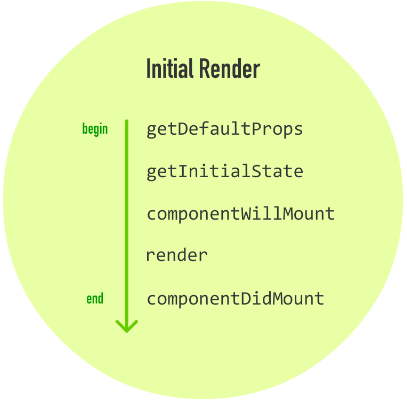 Initial Render
begin
getDefaultProps
getInitialState
componentWillMount
render
end
componentDidMount